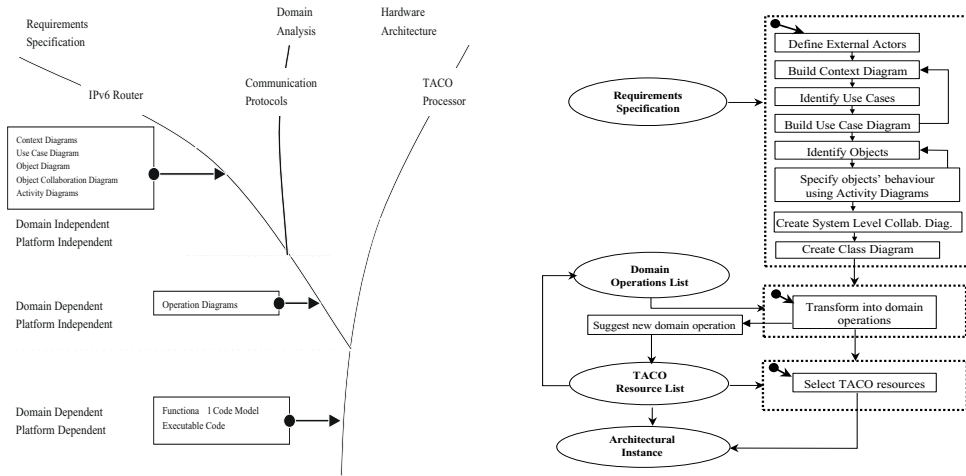 Requirements
Specification
Domain
Analysis
Hardware
Architecture
IPv6 Router
Communication
Protocols
TACO
Processor
Context Diagrams
Use Case Diagram
Object Diagram
Object Collaboration Diagram
Activity Diagrams
Domain Independent
Platform Independent
Domain Dependent
Platform Independent
Operation Diagrams
Domain Dependent
Platform Dependent
Functiona l Code Model
Executable Code
Requirements
Specification
Define External Actors
Build Context Diagram
Identify Use Cases
Build Use Case Diagram
Identify Objects
Specify objects' behaviour
using Activity Diagrams
Create System Level Collab. Diag.
Create Class Diagram
Domain
Operations List
Transform into domain
operations
Suggest new domain operation
TACO
Resource List
Select TACO resources
Architectural
Instance